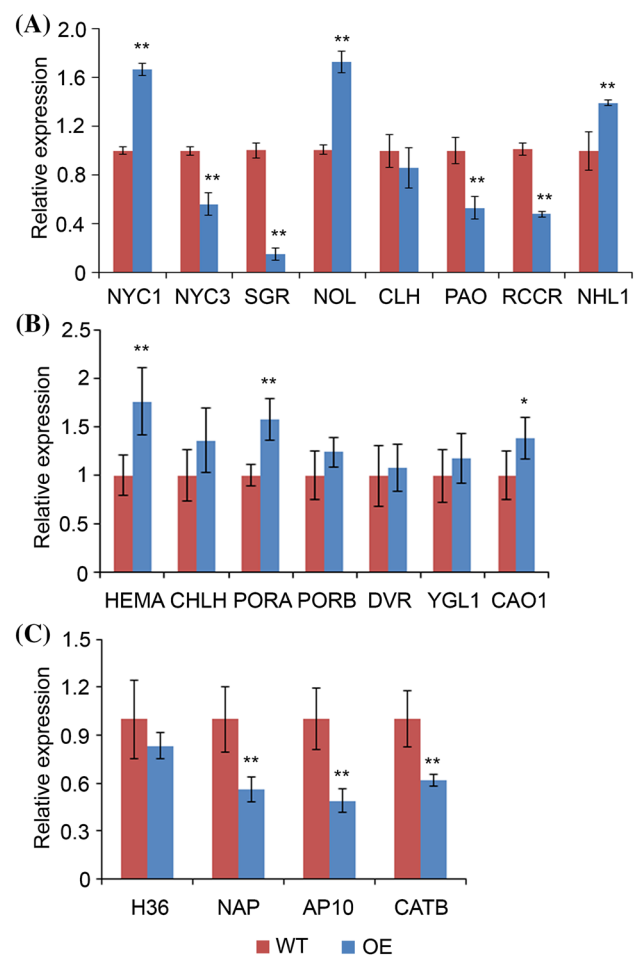 (A)
Relative expression
2.0
1.6
1.2
0.8
0.4
0
** ** ** ** ** ** **
NYC1 NYC3 SGR NOL CLH PAO RCCR NHL1
(B)
Relative expression
2.5
2
1.5
1
0.5
0
** ** *
HEMA CHLH PORA PORB DVR YGL1 CAO1
(C)
Relative expression
1.5
1.2
0.9
0.6
0.3
0
** ** **
H36 NAP AP10 CATB
WT OE